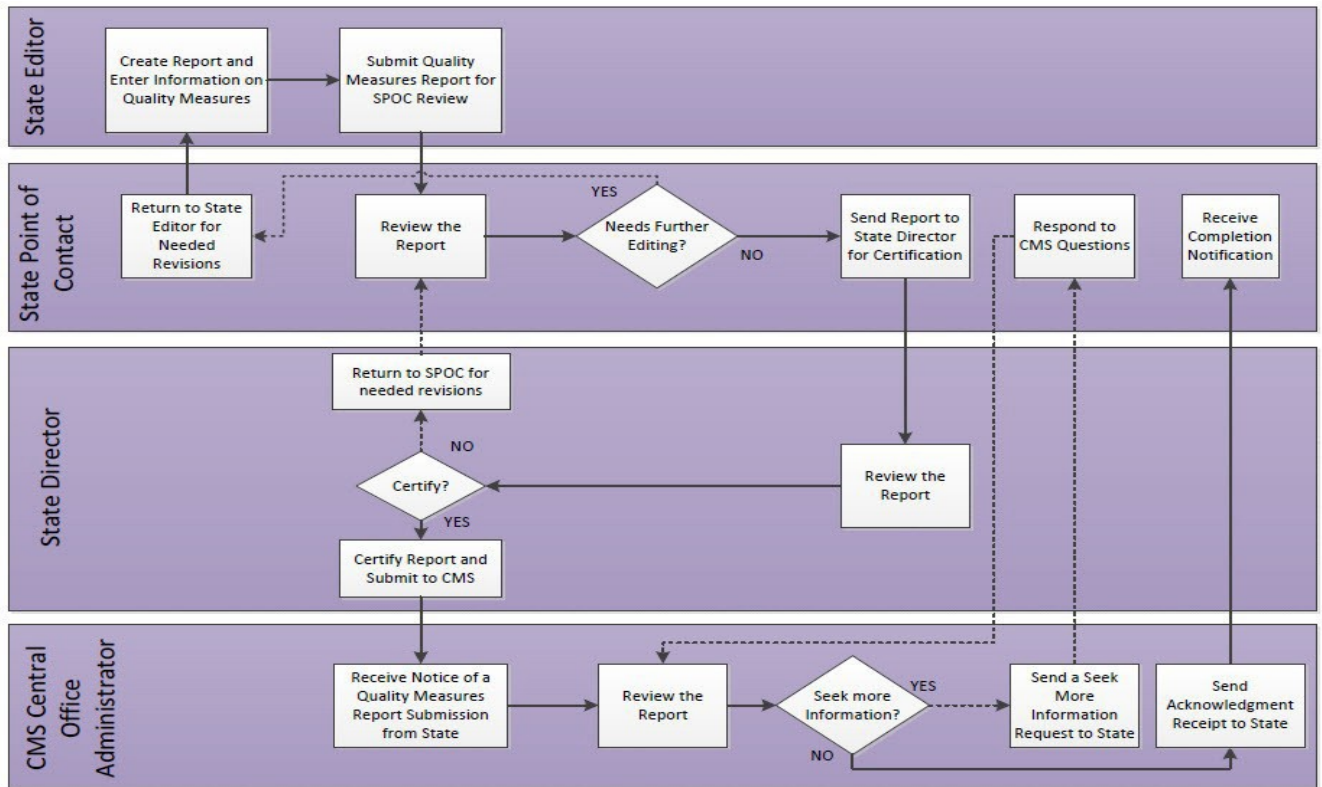 State Editor
Create Report and
Enter Information on
Quality Measures
Submit Quality
Measures Report for
SPOC Review
State Point of
Contact
Return to State
Editor for
Needed
Revisions
Review the
Report
YES
Needs Further
Editing?
NO
Send Report to
State Director
for Certification
Respond to
CMS Questions
Receive
Completion
Notification
State Director
Return to SPOC for
needed revisions
NO
Certify?
YES
Review the
Report
Certify Report and
Submit to CMS
CMS Central
Office
Administrator
Receive Notice of a
Quality Measures
Report Submission
from State
Review the
Report
Seek more
Information?
YES
NO
Send a Seek
More
Information
Request to State
Send
Acknowledgment
Receipt to State